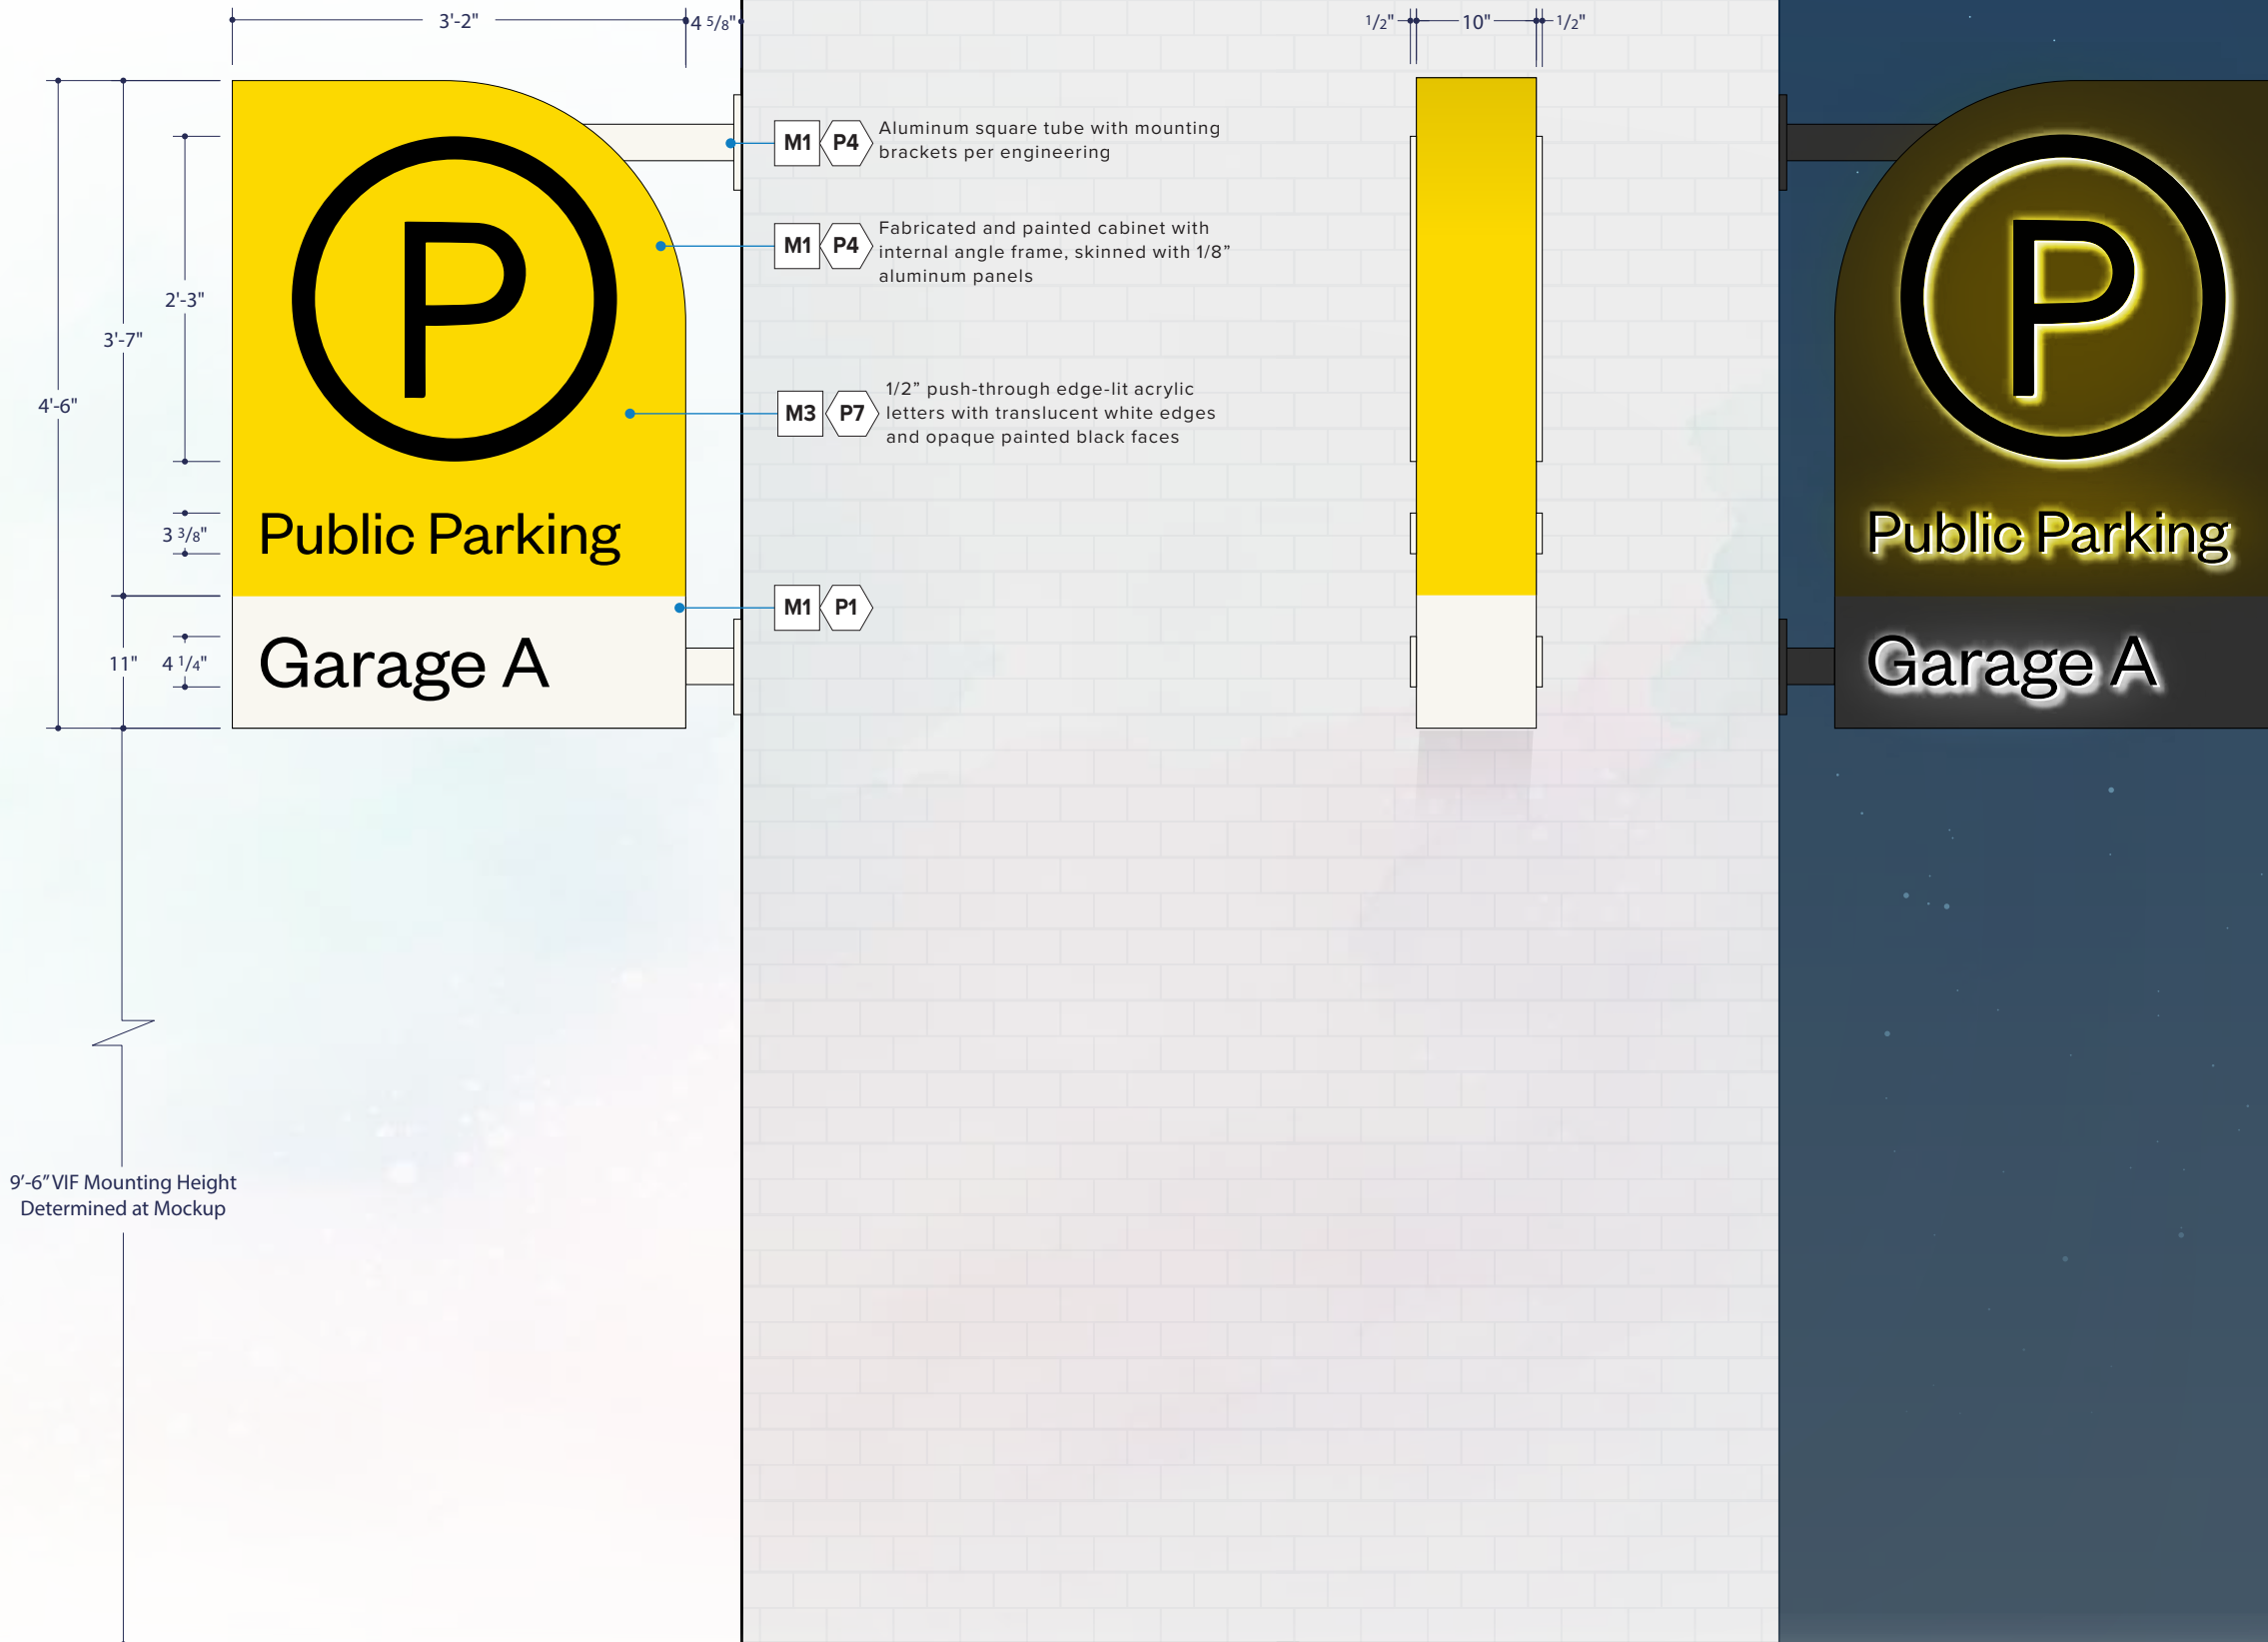 3'-2"
4 5/8"
1/2"
10"
1/2"
M1 P4 Aluminum square tube with mounting
brackets per engineering
P
M1 P4 Fabricated and painted cabinet with
internal angle frame, skinned with 1/8”
aluminum panels
2'-3"
3'-7"
4'-6"
M3 P7 1/2” push-through edge-lit acrylic
letters with translucent white edges
and opaque painted black faces
3 3/8"
Public Parking
M1 P1
11"
4 1/4"
Garage A
9’-6” VIF Mounting Height
Determined at Mockup
P
Public Parking
Garage A